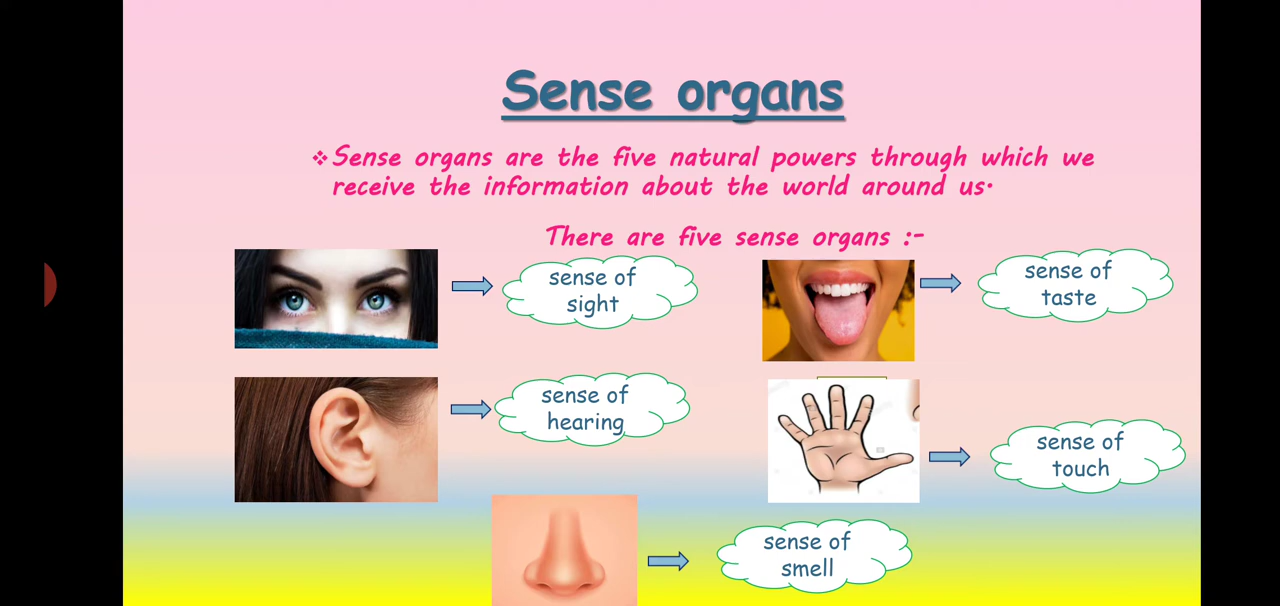 Sense organs
❖ Sense organs are the five natural powers through which we
receive the information about the world around us.
There are five sense organs :-
sense of
sight
sense of
taste
sense of
hearing
sense of
touch
sense of
smell